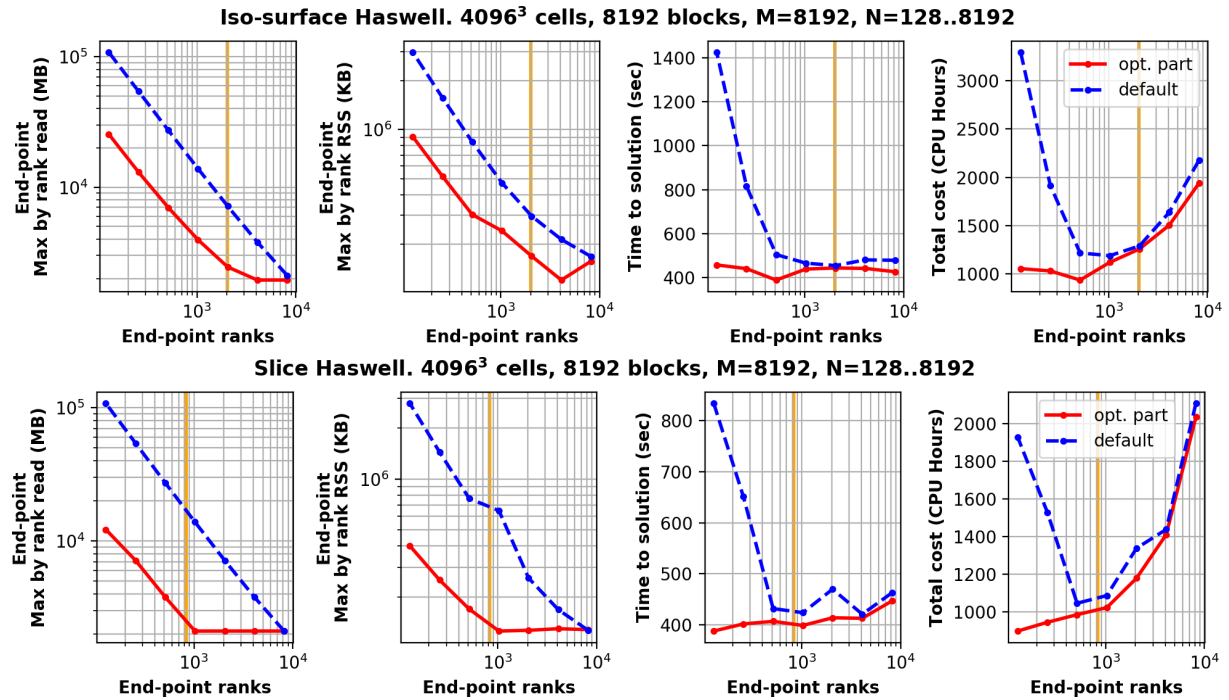 Iso-surface Haswell. 4096³ cells, 8192 blocks, M=8192, N=128..8192
End-point
Max by rank read (MB)
10⁵
10⁴
10³
10⁴
End-point ranks
End-point
Max by rank RSS (KB)
10⁶
10³
10⁴
End-point ranks
Time to solution (sec)
1400
1200
1000
800
600
400
10³
10⁴
End-point ranks
Total cost (CPU Hours)
3000
2500
2000
1500
1000
opt. part
default
10³
10⁴
End-point ranks
Slice Haswell. 4096³ cells, 8192 blocks, M=8192, N=128..8192
End-point
Max by rank read (MB)
10⁵
10⁴
10³
10⁴
End-point ranks
End-point
Max by rank RSS (KB)
10⁶
10³
10⁴
End-point ranks
Time to solution (sec)
800
700
600
500
400
10³
10⁴
End-point ranks
Total cost (CPU Hours)
2000
1800
1600
1400
1200
1000
opt. part
default
10³
10⁴
End-point ranks